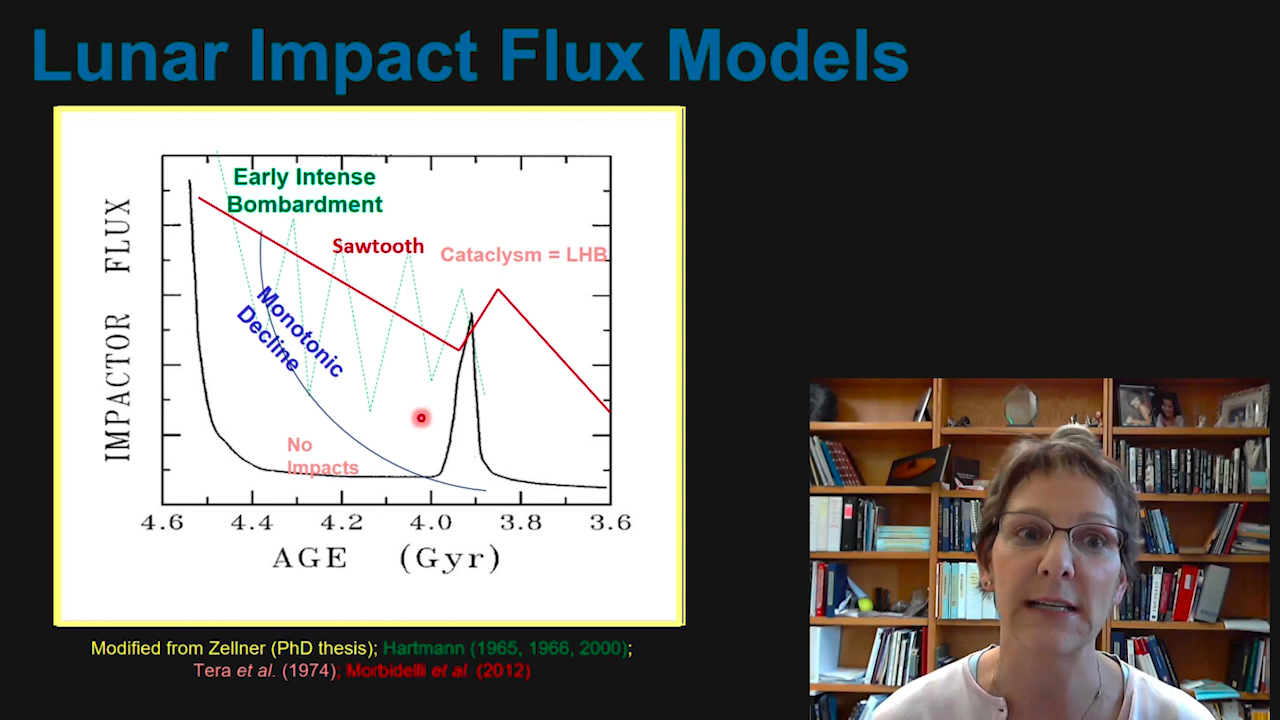 Lunar Impact Flux Models
Early Intense
Bombardment
Sawtooth
Cataclysm = LHB
Monotonic
Decline
No
Impacts
IMPACTOR FLUX
4.6 4.4 4.2 4.0 3.8 3.6
AGE (Gyr)
Modified from Zellner (PhD thesis); Hartmann (1965, 1966, 2000);
Tera et al. (1974); Morbidelli et al. (2012)